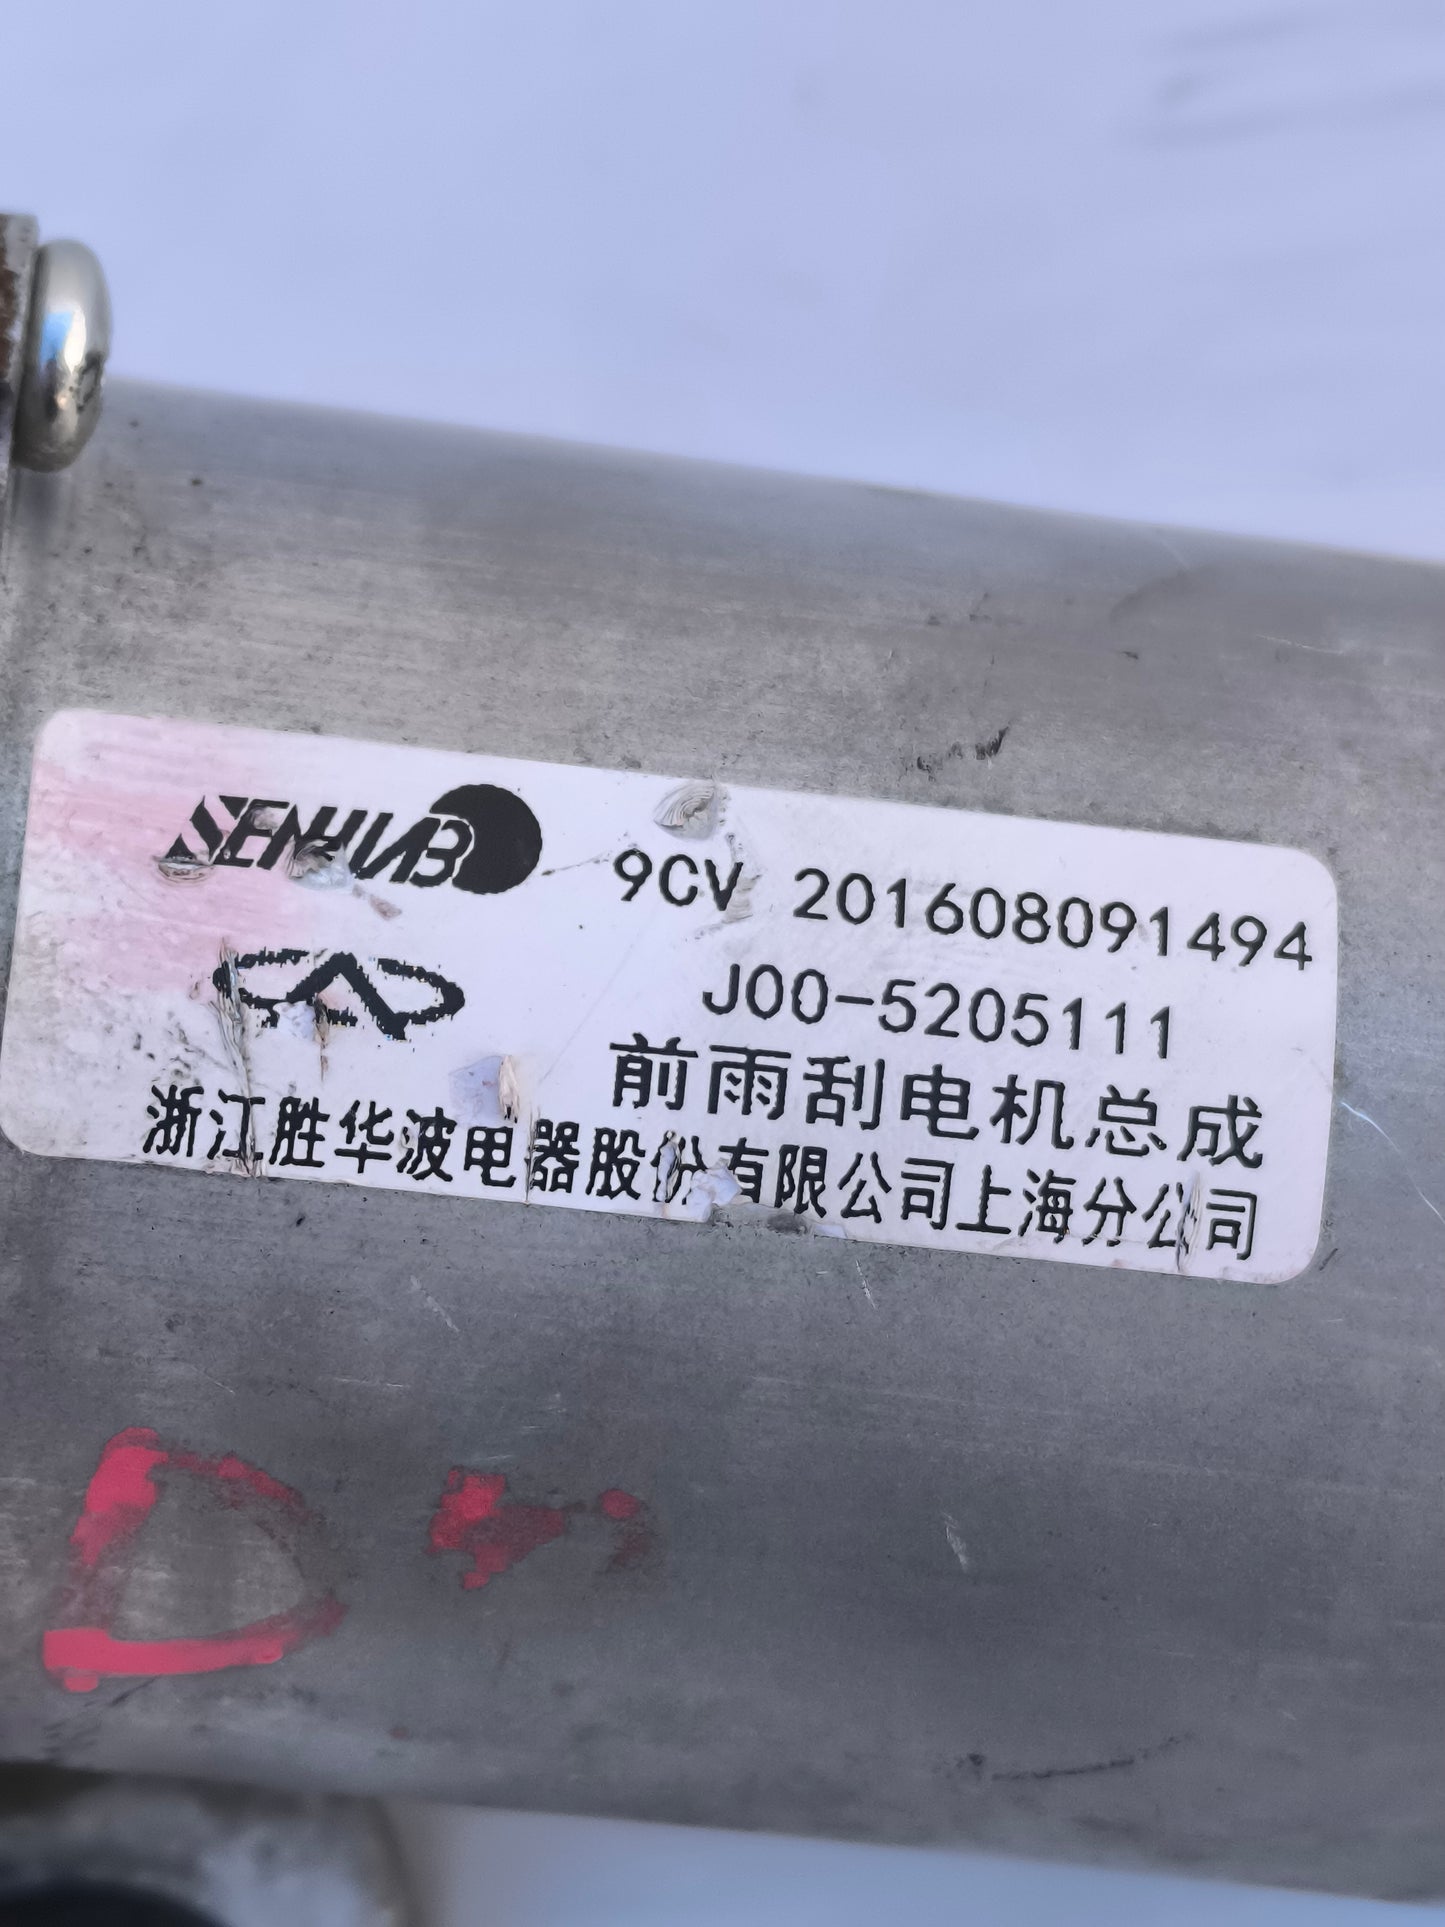 SENHWB
9CV 201608091494
J00-5205111
前雨刮电机总成
浙江胜华波电器股份有限公司上海分公司